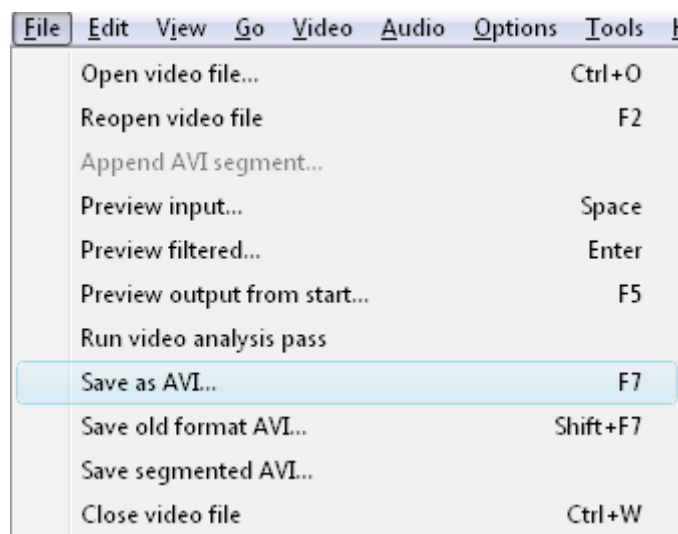 File Edit View Go Video Audio Options Tools
Open video file... Ctrl+O
Reopen video file F2
Append AVI segment...
Preview input... Space
Preview filtered... Enter
Preview output from start... F5
Run video analysis pass
Save as AVI... F7
Save old format AVI... Shift+F7
Save segmented AVI...
Close video file Ctrl+W